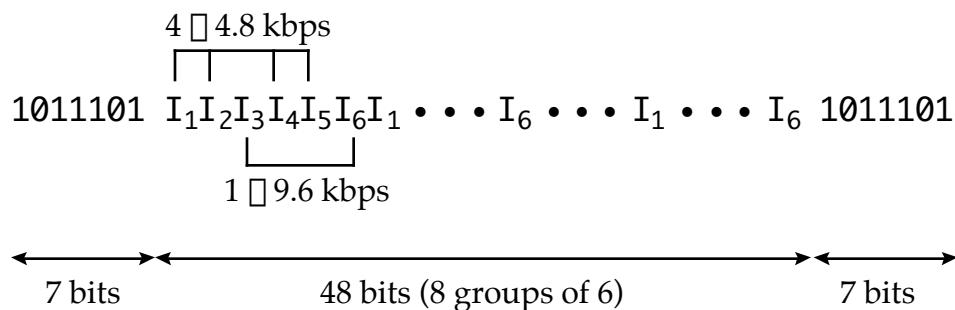 4 □ 4.8 kbps
1011101 I₁I₂I₃I₄I₅I₆I₁ • • • I₆ • • • I₁ • • • I₆ 1011101
1 □ 9.6 kbps
7 bits 48 bits (8 groups of 6) 7 bits